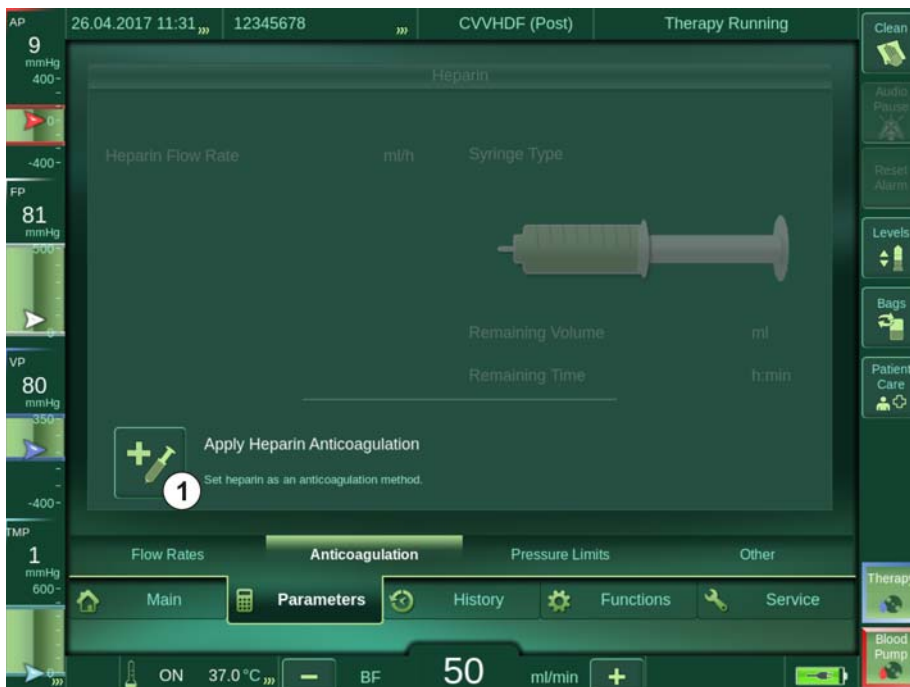 AP
9
mmHg
400
0
-400
FP
81
mmHg
500
0
VP
80
mmHg
350
-400
TMP
1
mmHg
600
0
26.04.2017 11:31
12345678
CVVHDF (Post)
Therapy Running
Heparin
Heparin Flow Rate ml/h
Syringe Type
Remaining Volume ml
Remaining Time h:min
Apply Heparin Anticoagulation
Set heparin as an anticoagulation method.
1
Flow Rates Anticoagulation Pressure Limits Other
Main Parameters History Functions Service
ON 37.0 °C BF 50 ml/min
Clean
Audio
Pause
Reset
Alarm
Levels
Bags
Patient
Care
Therapy
Blood
Pump